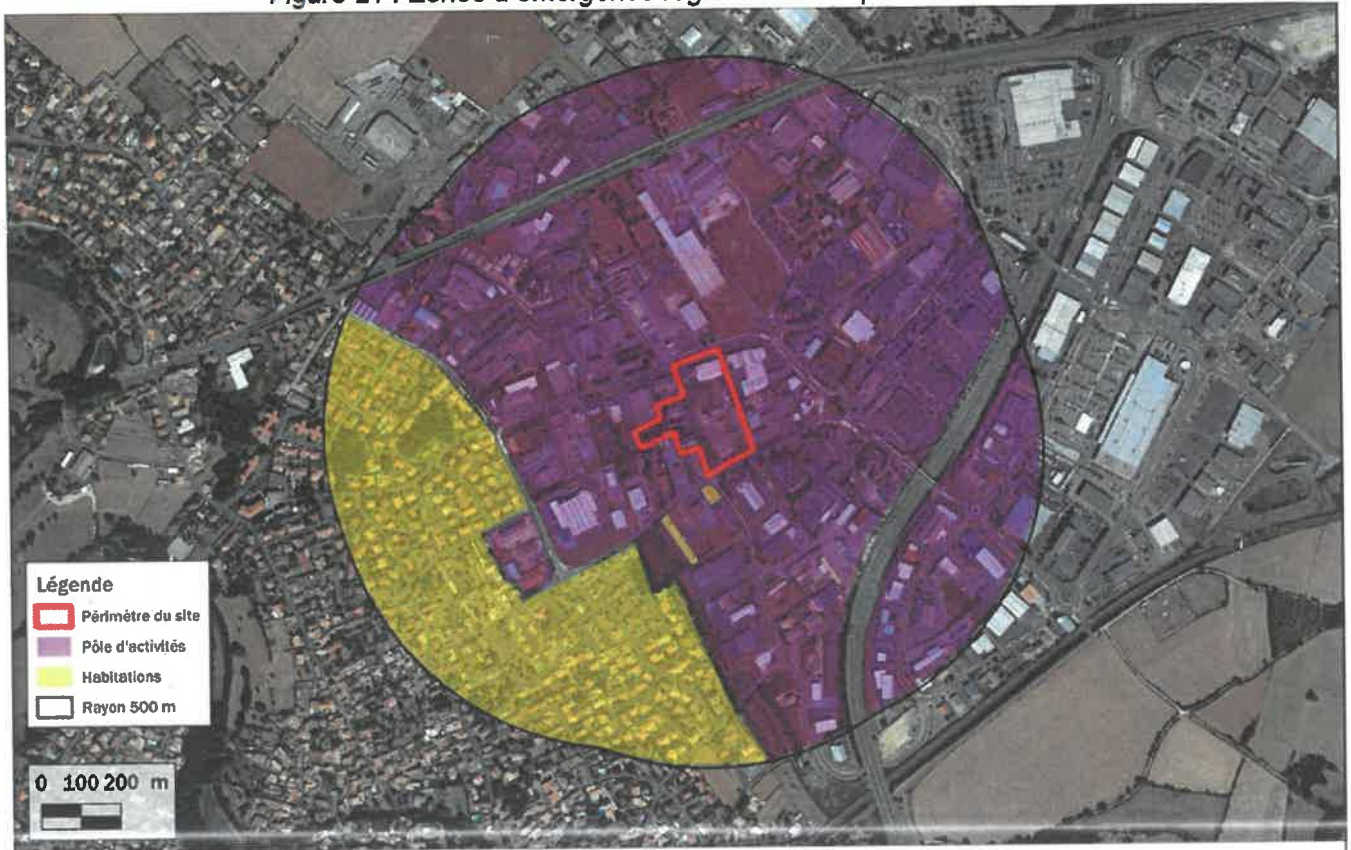 Légende
Périmètre du site
Pôle d'activités
Habitations
Rayon 500 m
0 100 200 m